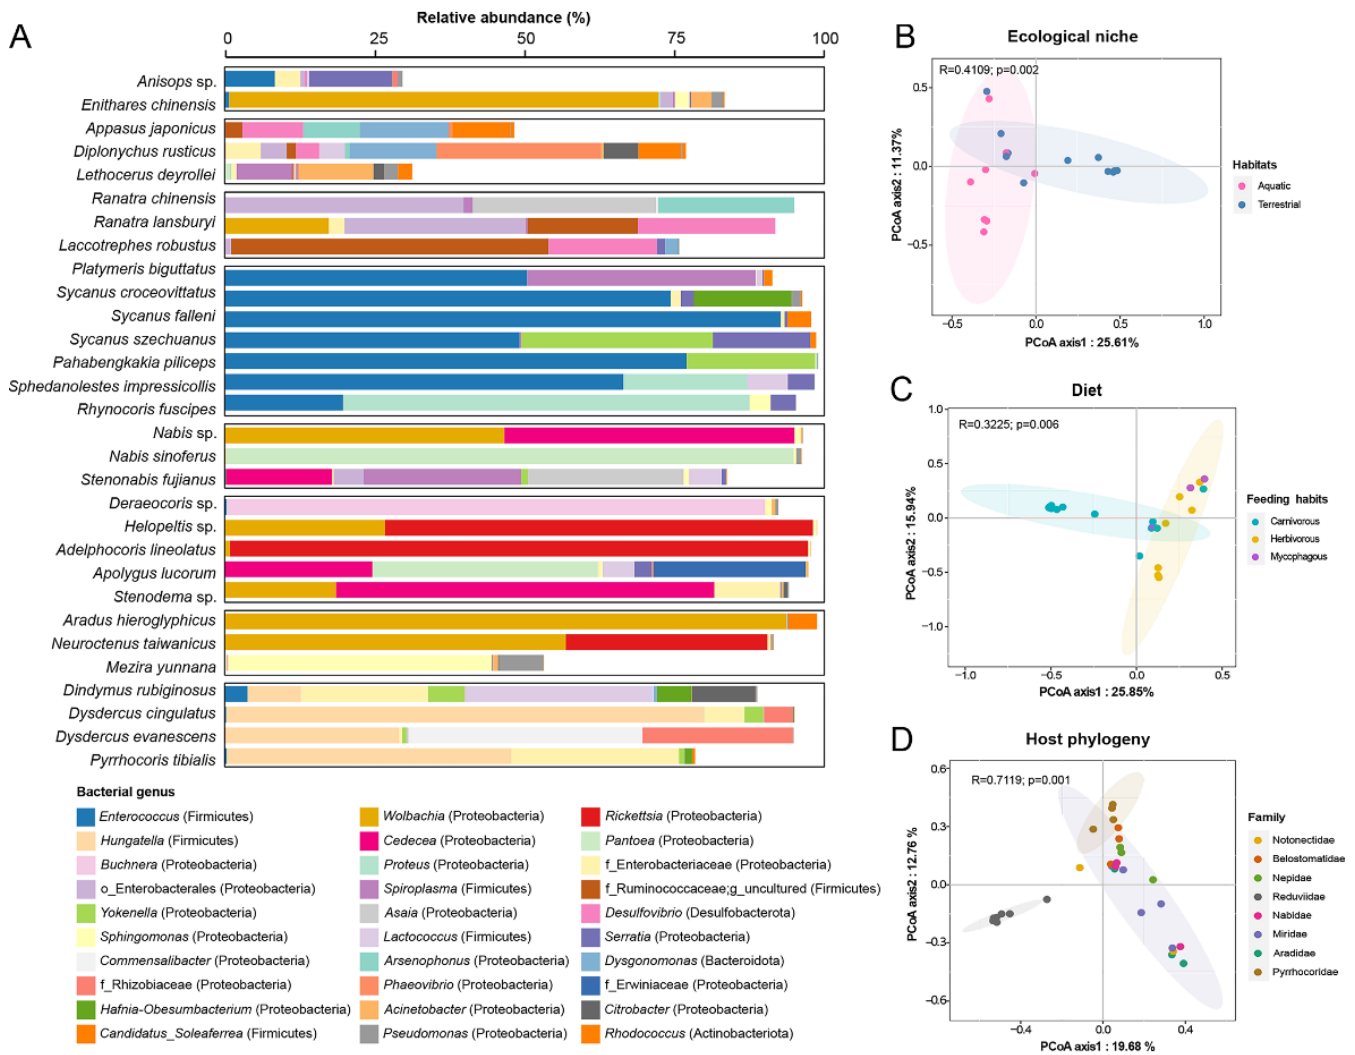 A
Relative abundance (%)
0 25 50 75 100
Anisops sp.
Enithares chinensis
Appasus japonicus
Diplonychus rusticus
Lethocerus deyrollei
Ranatra chinensis
Ranatra lansburyi
Laccotrephes robustus
Platymeris biguttatus
Sycanus croceovittatus
Sycanus falleni
Sycanus szechuanus
Pahabengkakia piliceps
Sphedanolestes impressicollis
Rhynocoris fuscipes
Nabis sp.
Nabis sinoferus
Stenonabis fujianus
Deraeocoris sp.
Helopeltis sp.
Adelphocoris lineolatus
Apolygus lucorum
Stenodema sp.
Aradus hieroglyphicus
Neuroctenus taiwanicus
Mezira yunnana
Dindymus rubiginosus
Dysdercus cingulatus
Dysdercus evanescens
Pyrrhocoris tibialis
Bacterial genus
Enterococcus (Firmicutes) Wolbachia (Proteobacteria) Rickettsia (Proteobacteria)
Hungatella (Firmicutes) Cedecea (Proteobacteria) Pantoea (Proteobacteria)
Buchnera (Proteobacteria) Proteus (Proteobacteria) f_Enterobacteriaceae (Proteobacteria)
o_Enterobacterales (Proteobacteria) Spiroplasma (Firmicutes) f_Ruminococcaceae;g_uncultured (Firmicutes)
Yokenella (Proteobacteria) Asaia (Proteobacteria) Desulfovibrio (Desulfobacterota)
Sphingomonas (Proteobacteria) Lactococcus (Firmicutes) Serratia (Proteobacteria)
Commensalibacter (Proteobacteria) Arsenophonus (Proteobacteria) Dysgonomonas (Bacteroidota)
f_Rhizobiaceae (Proteobacteria) Phaeovibrio (Proteobacteria) f_Erwiniaceae (Proteobacteria)
Hafnia-Obesumbacterium (Proteobacteria) Acinetobacter (Proteobacteria) Citrobacter (Proteobacteria)
Candidatus_Soleaferrea (Firmicutes) Pseudomonas (Proteobacteria) Rhodococcus (Actinobacteriota)
B
Ecological niche
R=0.4109; p=0.002
0.5
0.0
−0.5
PCoA axis2 : 11.37%
−0.5 0.0 0.5 1.0
PCoA axis1 : 25.61%
Habitats
Aquatic
Terrestrial
C
Diet
R=0.3225; p=0.006
1.0
0.5
0.0
−0.5
−1.0
PCoA axis2 : 15.94%
−1.0 −0.5 0.0 0.5
PCoA axis1 : 25.85%
Feeding habits
Carnivorous
Herbivorous
Mycophagous
D
Host phylogeny
R=0.7119; p=0.001
0.6
0.3
0.0
−0.3
−0.6
PCoA axis2 : 12.76 %
−0.4 0.0 0.4
PCoA axis1 : 19.68 %
Family
Notonectidae
Belostomatidae
Nepidae
Reduviidae
Nabidae
Miridae
Aradidae
Pyrrhocoridae